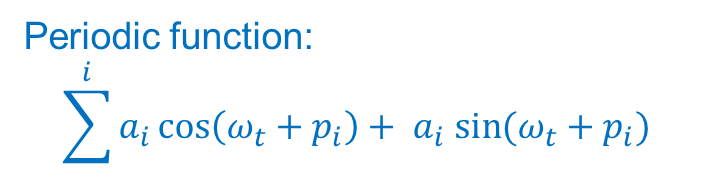 Periodic function:
i
∑ aᵢ cos(ωₜ + pᵢ) + aᵢ sin(ωₜ + pᵢ)